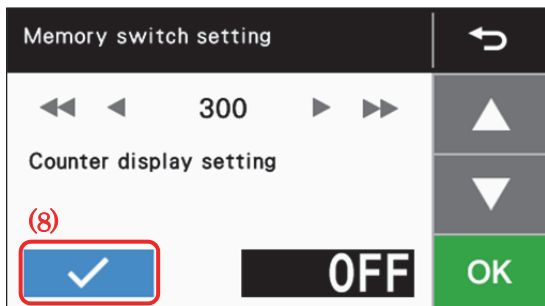 Memory switch setting
300
Counter display setting
(8)
OFF
OK